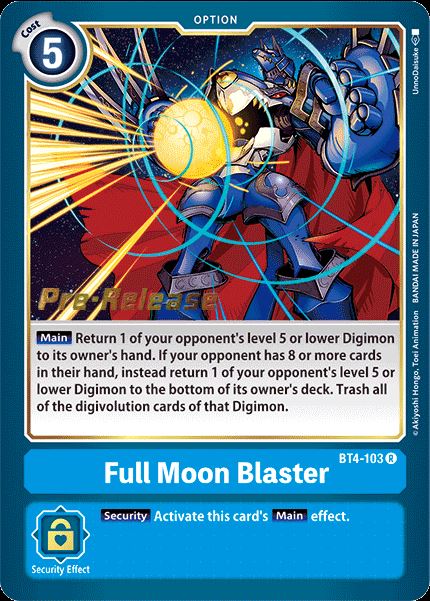 OPTION
Cost
5
UnnoDaisuke
Pre-Release
Main Return 1 of your opponent's level 5 or lower Digimon
to its owner's hand. If your opponent has 8 or more cards
in their hand, instead return 1 of your opponent's level 5 or
lower Digimon to the bottom of its owner's deck. Trash all
of the digivolution cards of that Digimon.
©Akiyoshi Hongo, Toei Animation BANDAI MADE IN JAPAN
BT4-103 R
Full Moon Blaster
Security Activate this card's Main effect.
Security Effect